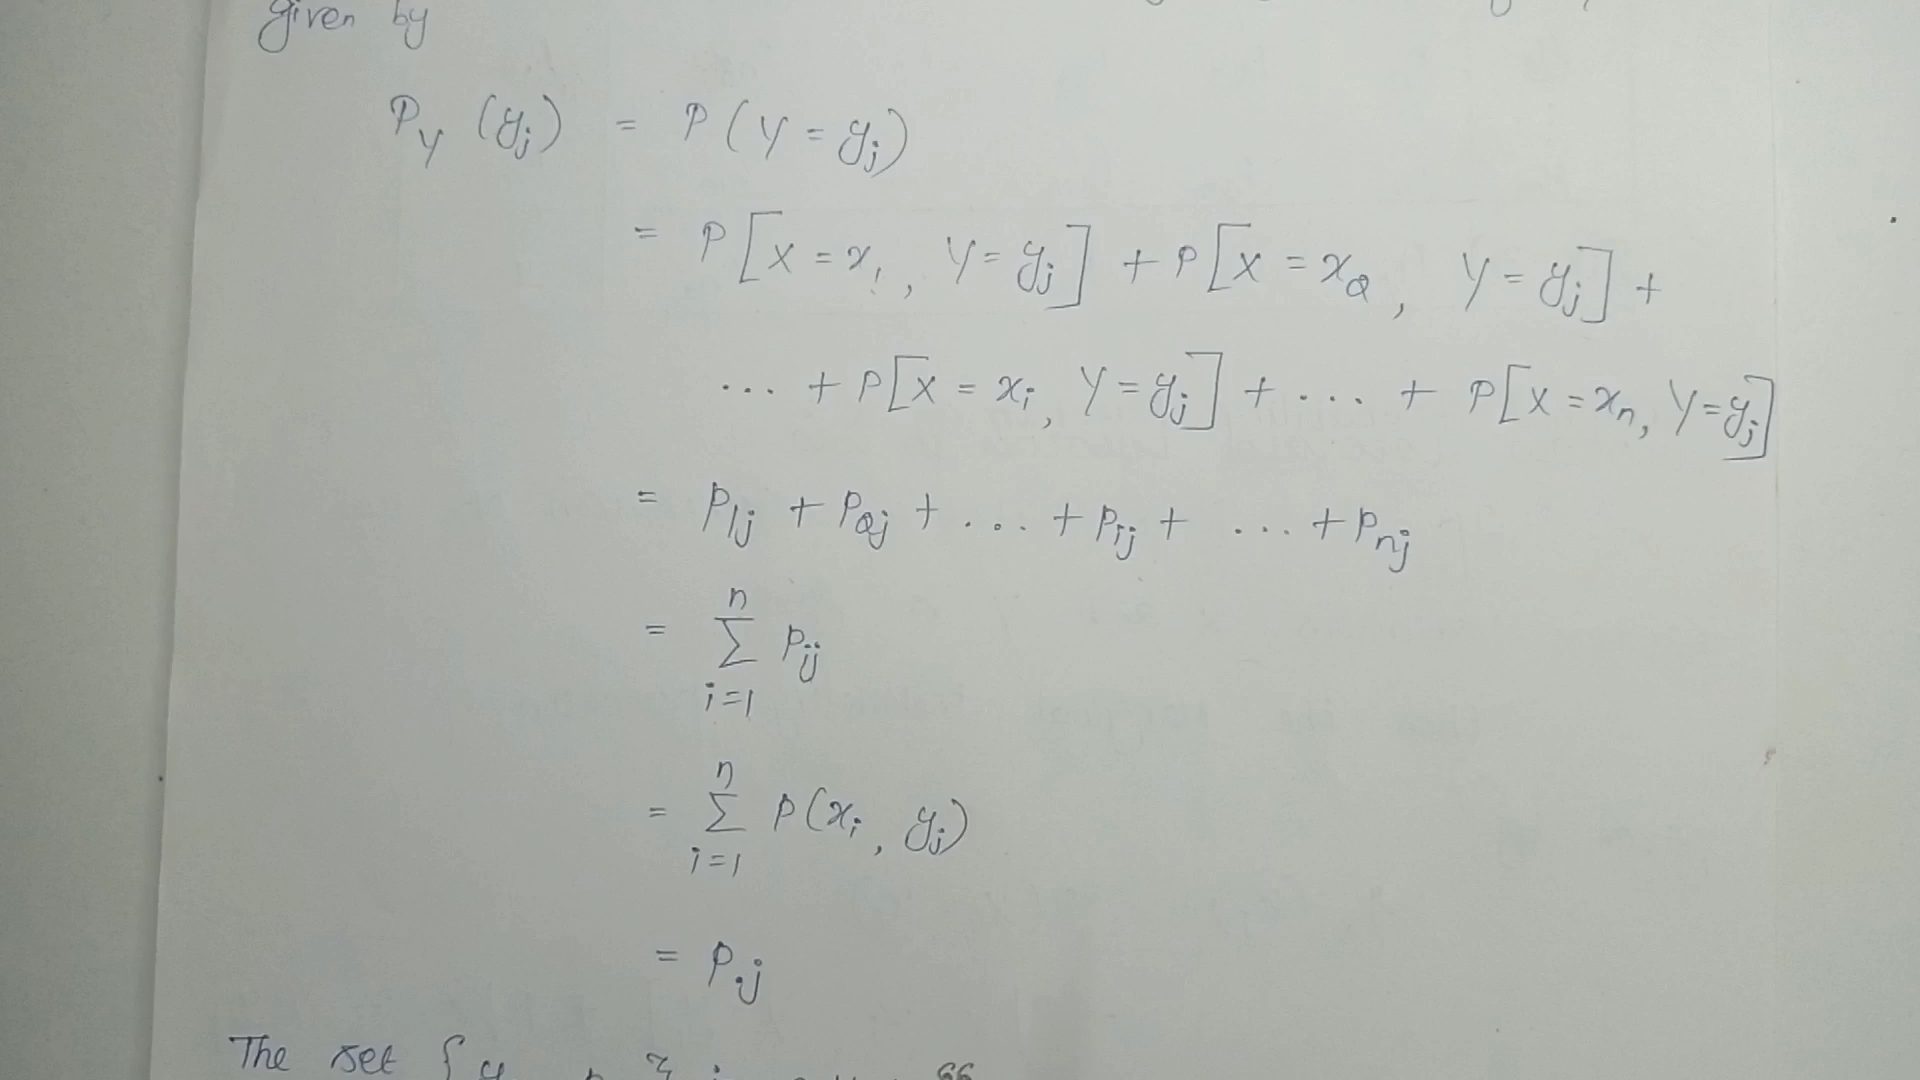 given by
P_Y (y_j) = P(Y = y_j)
= P[X = x_1, Y = y_j] + P[X = x_2, Y = y_j] +
... + P[X = x_i, Y = y_j] + ... + P[X = x_n, Y = y_j]
= P_1j + P_2j + ... + P_ij + ... + P_nj
= Σ_{i=1}^{n} P_ij
= Σ_{i=1}^{n} P(x_i, y_j)
= P_.j
The set {